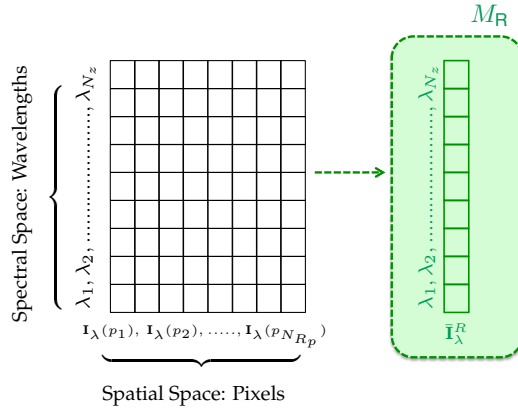 M_R
Spectral Space: Wavelengths
λ_1, λ_2, ............, λ_{N_z}
λ_1, λ_2, ............, λ_{N_z}
I_λ(p_1), I_λ(p_2), ....., I_λ(p_{N_{R_p}})
Ī_λ^R
Spatial Space: Pixels